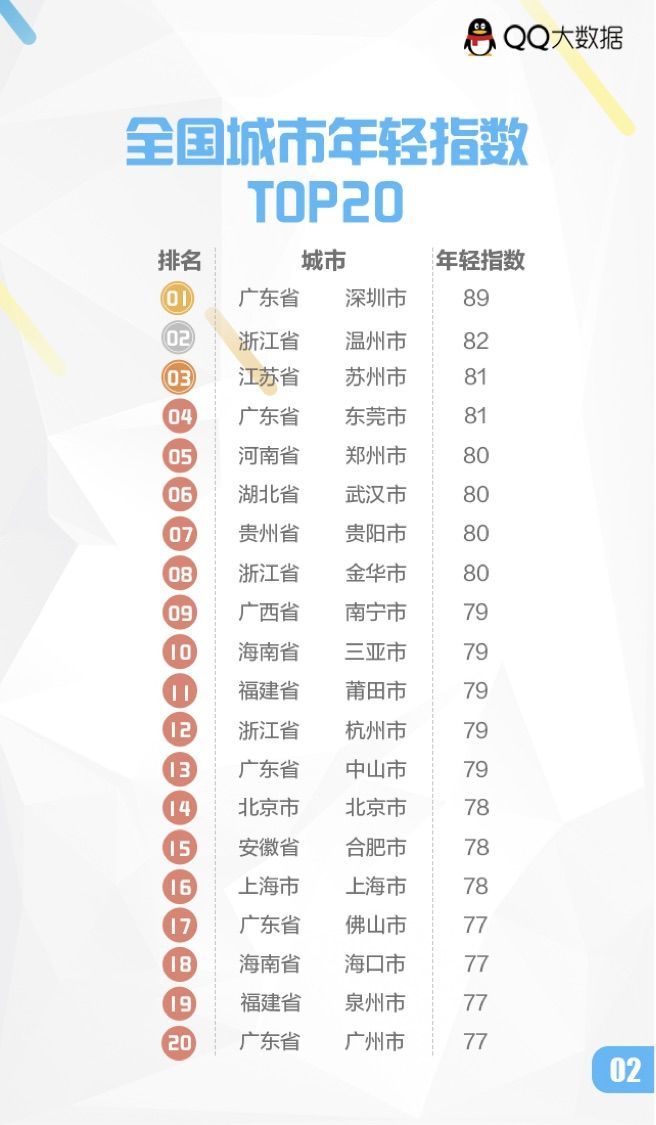 QQ大数据
全国城市年轻指数
TOP20
排名 城市 年轻指数
01 广东省 深圳市 89
02 浙江省 温州市 82
03 江苏省 苏州市 81
04 广东省 东莞市 81
05 河南省 郑州市 80
06 湖北省 武汉市 80
07 贵州省 贵阳市 80
08 浙江省 金华市 80
09 广西省 南宁市 79
10 海南省 三亚市 79
11 福建省 莆田市 79
12 浙江省 杭州市 79
13 广东省 中山市 79
14 北京市 北京市 78
15 安徽省 合肥市 78
16 上海市 上海市 78
17 广东省 佛山市 77
18 海南省 海口市 77
19 福建省 泉州市 77
20 广东省 广州市 77
02